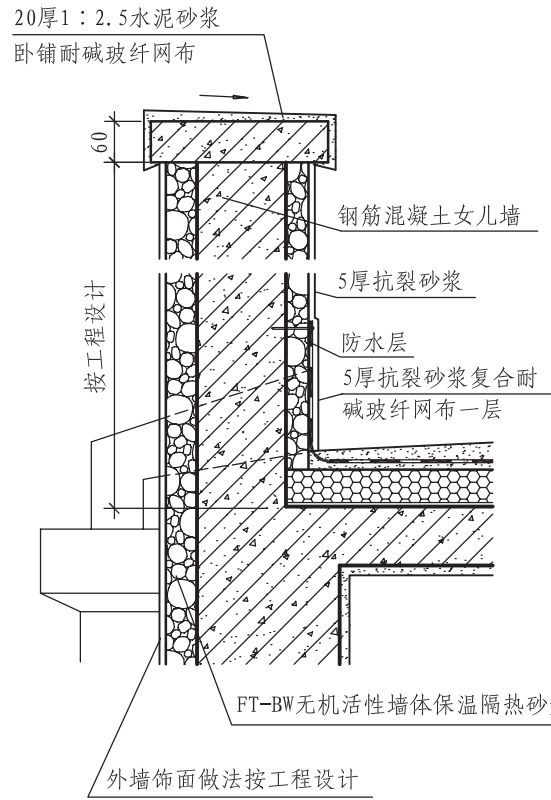 20厚1：2.5水泥砂浆
卧铺耐碱玻纤网布
60
钢筋混凝土女儿墙
5厚抗裂砂浆
按工程设计
防水层
5厚抗裂砂浆复合耐
碱玻纤网布一层
FT-BW无机活性墙体保温隔热砂
外墙饰面做法按工程设计